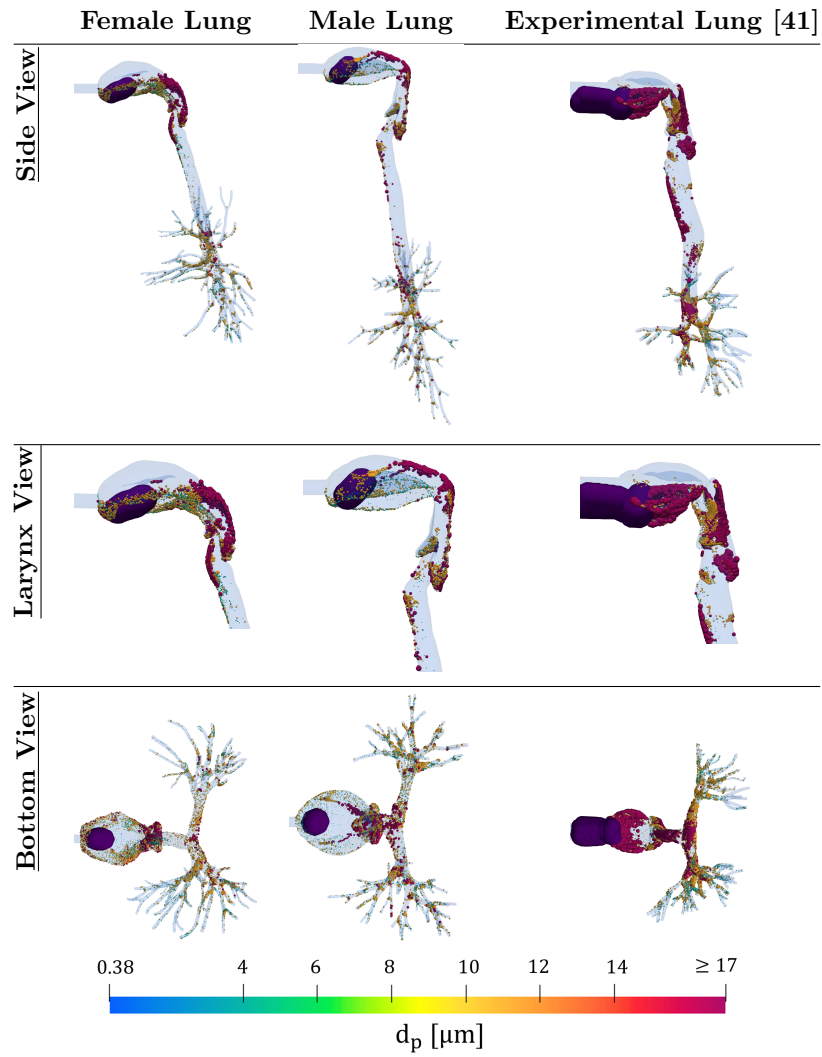 Female Lung Male Lung Experimental Lung [41]
Side View
Larynx View
Bottom View
0.38 4 6 8 10 12 14 ≥ 17
dₚ [μm]